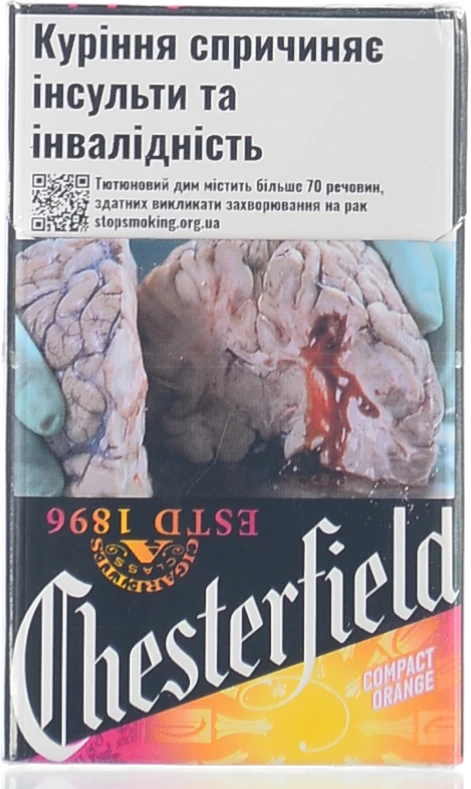 Куріння спричиняє
інсульти та
інвалідність
Тютюновий дим містить більше 70 речовин,
здатних викликати захворювання на рак
stopsmoking.org.ua
ESTD 1896
CIGARETTES
A
CLASS
Chesterfield
COMPACT
ORANGE